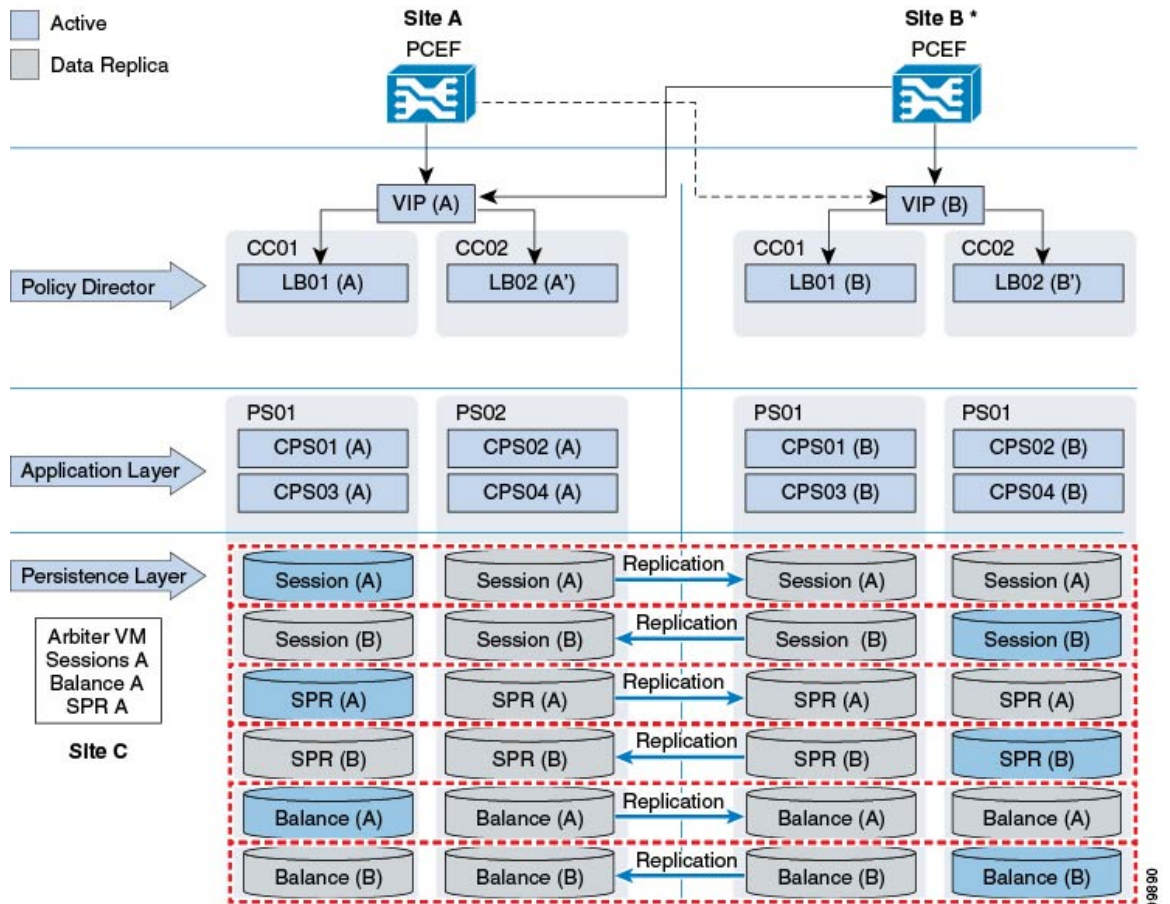 Active
Data Replica
Site A
PCEF
Site B *
PCEF
VIP (A)
VIP (B)
Policy Director
CC01
LB01 (A)
CC02
LB02 (A')
CC01
LB01 (B)
CC02
LB02 (B')
Application Layer
PS01
CPS01 (A)
CPS03 (A)
PS02
CPS02 (A)
CPS04 (A)
PS01
CPS01 (B)
CPS03 (B)
PS01
CPS02 (B)
CPS04 (B)
Persistence Layer
Session (A)
Session (A)
Replication
Session (A)
Session (A)
Session (B)
Session (B)
Replication
Session (B)
Session (B)
SPR (A)
SPR (A)
Replication
SPR (A)
SPR (A)
SPR (B)
SPR (B)
Replication
SPR (B)
SPR (B)
Balance (A)
Balance (A)
Replication
Balance (A)
Balance (A)
Balance (B)
Balance (B)
Replication
Balance (B)
Balance (B)
Arbiter VM
Sessions A
Balance A
SPR A
Site C